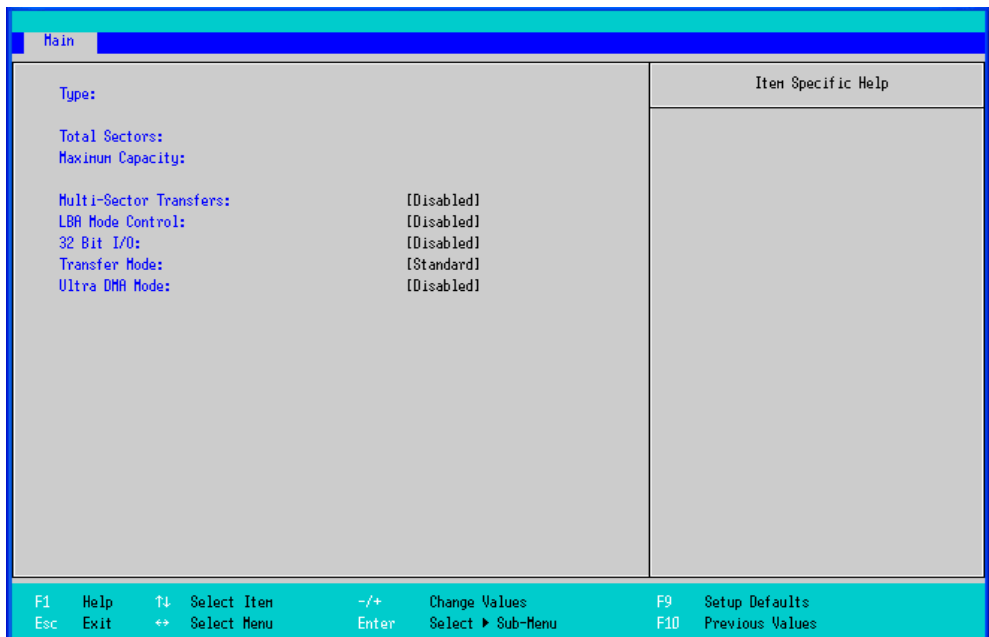 Main
Type:
Item Specific Help
Total Sectors:
Maximum Capacity:
Multi-Sector Transfers: [Disabled]
LBA Mode Control: [Disabled]
32 Bit I/O: [Disabled]
Transfer Mode: [Standard]
Ultra DMA Mode: [Disabled]
F1 Help ↑↓ Select Item -/+ Change Values F9 Setup Defaults
Esc Exit ↔ Select Menu Enter Select ▶ Sub-Menu F10 Previous Values